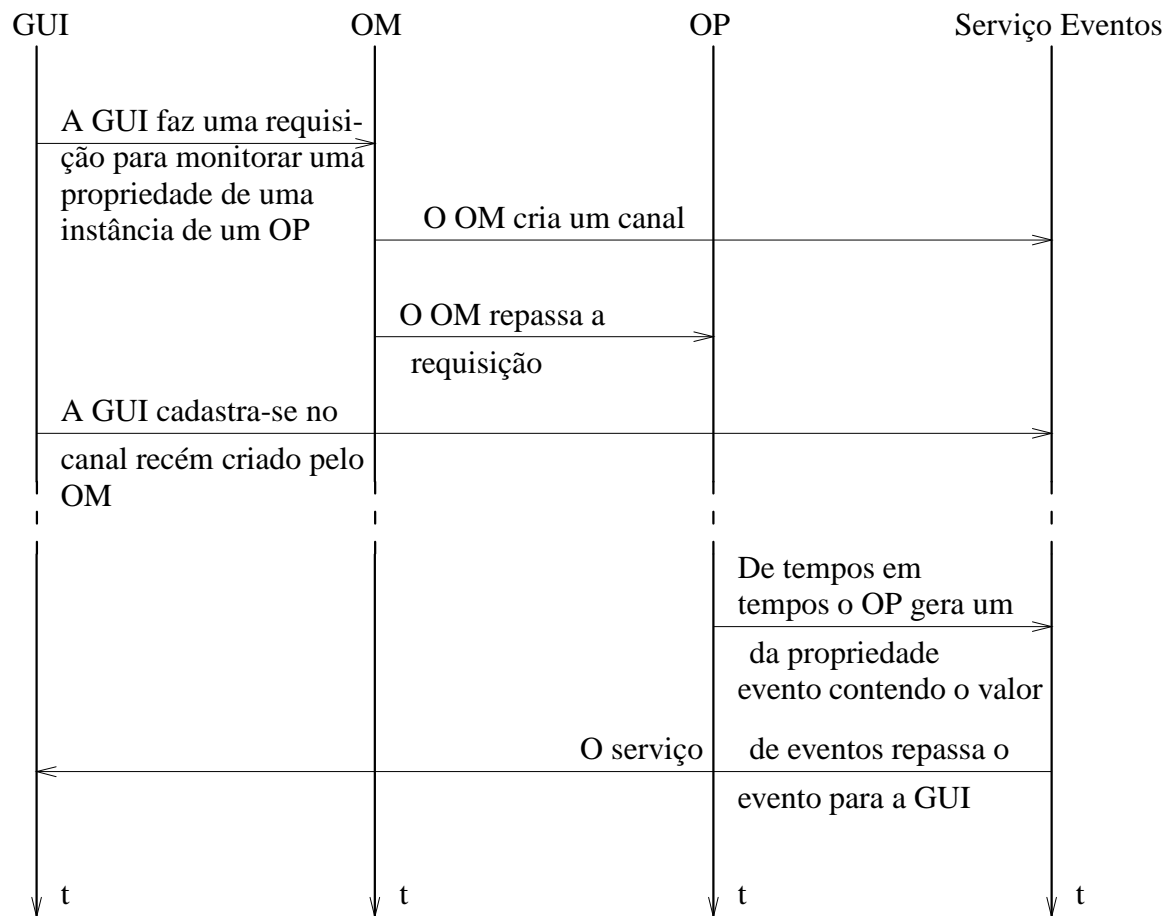 GUI OM OP Serviço Eventos
A GUI faz uma requisi-
ção para monitorar uma
propriedade de uma
instância de um OP
O OM cria um canal
O OM repassa a
requisição
A GUI cadastra-se no
canal recém criado pelo
OM
De tempos em
tempos o OP gera um
da propriedade
evento contendo o valor
O serviço de eventos repassa o
evento para a GUI
t t t t